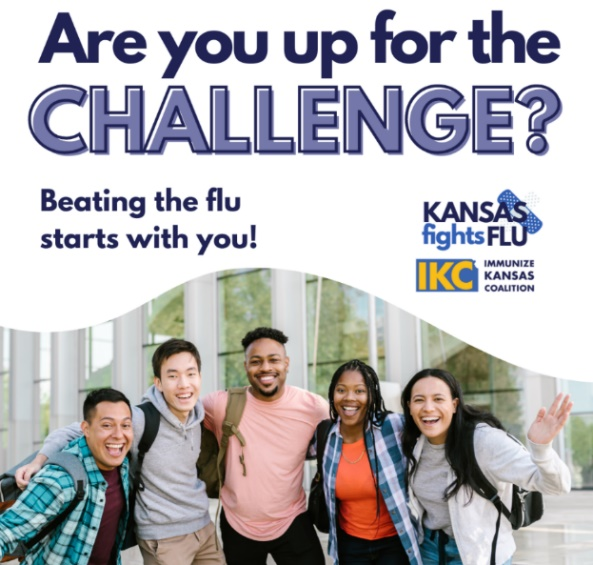 Are you up for the
CHALLENGE?
Beating the flu
starts with you!
KANSAS
fights FLU
IKC IMMUNIZE
KANSAS
COALITION